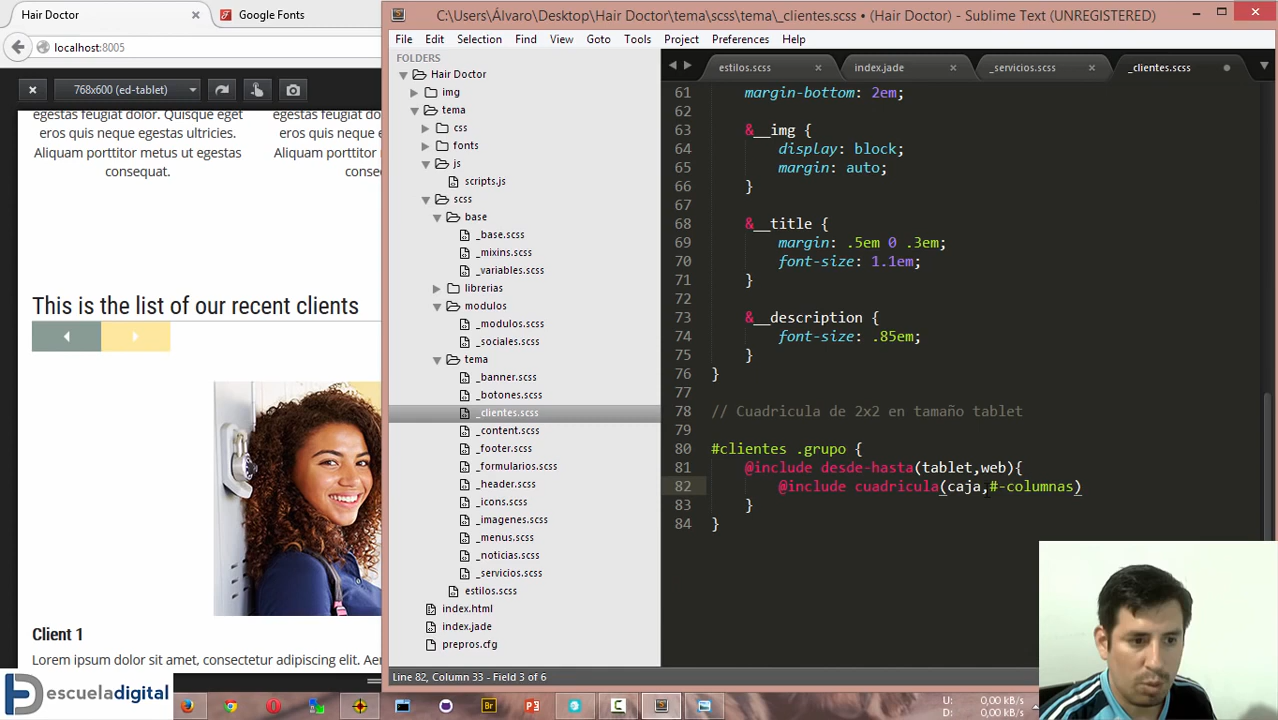 Hair Doctor
Google Fonts
localhost:8005
768x600 (ed-tablet)
egestas feugiat dolor. Quisque eget
eros quis neque egestas ultricies.
Aliquam porttitor metus ut egestas
consequat.
egestas feug
eros quis n
Aliquam por
conse
This is the list of our recent clients
Client 1
Lorem ipsum dolor sit amet, consectetur adipiscing elit. Aen
escueladigital
C:\Users\Álvaro\Desktop\Hair Doctor\tema\scss\tema\_clientes.scss • (Hair Doctor) - Sublime Text (UNREGISTERED)
File Edit Selection Find View Goto Tools Project Preferences Help
FOLDERS
Hair Doctor
img
tema
css
fonts
js
scripts.js
scss
base
_base.scss
_mixins.scss
_variables.scss
librerias
modulos
_modulos.scss
_sociales.scss
tema
_banner.scss
_botones.scss
_clientes.scss
_content.scss
_footer.scss
_formularios.scss
_header.scss
_icons.scss
_imagenes.scss
_menus.scss
_noticias.scss
_servicios.scss
estilos.scss
index.html
index.jade
prepros.cfg
estilos.scss index.jade _servicios.scss _clientes.scss
61 margin-bottom: 2em;
62
63 &__img {
64 display: block;
65 margin: auto;
66 }
67
68 &__title {
69 margin: .5em 0 .3em;
70 font-size: 1.1em;
71 }
72
73 &__description {
74 font-size: .85em;
75 }
76 }
77
78 // Cuadricula de 2x2 en tamaño tablet
79
80 #clientes .grupo {
81 @include desde-hasta(tablet,web){
82 @include cuadricula(caja,#-columnas)
83 }
84 }
Line 82, Column 33 - Field 3 of 6
Br
U: 0,00 kB/s
D: 0,00 kB/s